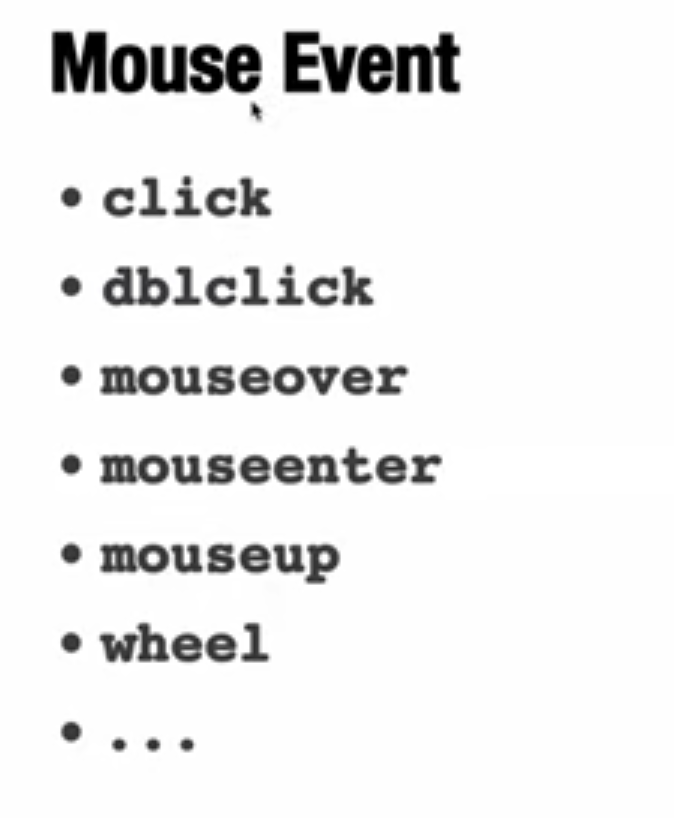 Mouse Event
• click
• dblclick
• mouseover
• mouseenter
• mouseup
• wheel
• ...